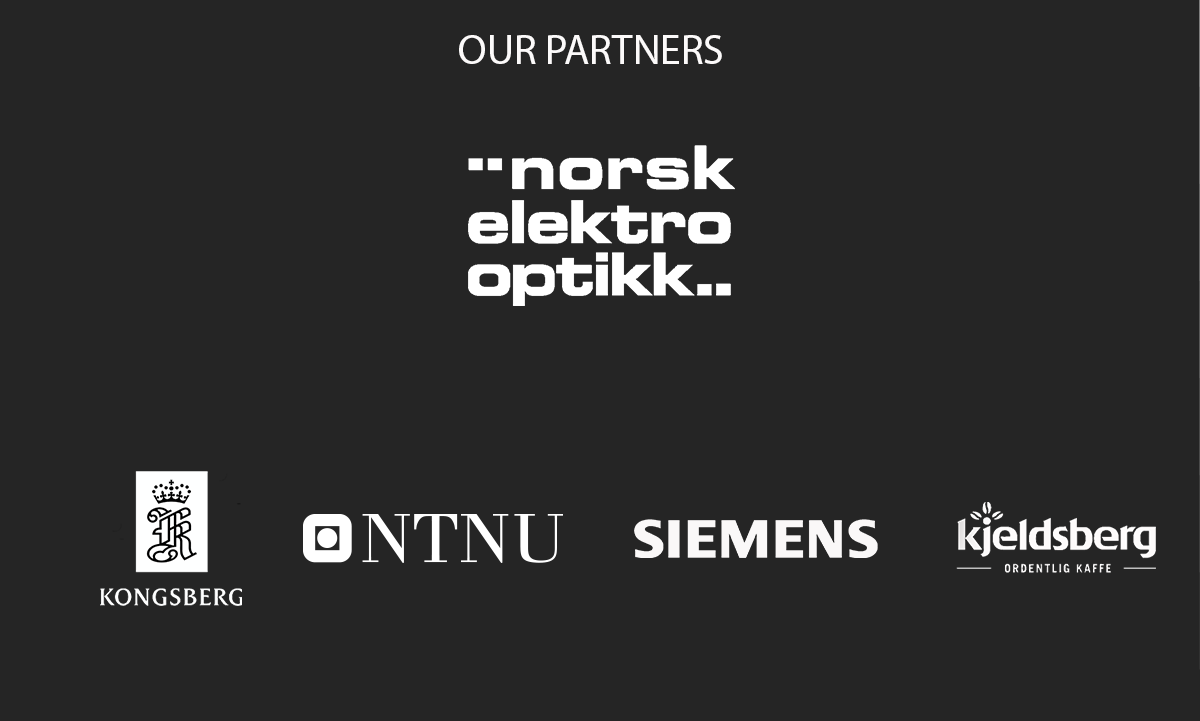 OUR PARTNERS
norsk
elektro
optikk..
KONGSBERG
NTNU
SIEMENS
kjeldsberg
ORDENTLIG KAFFE